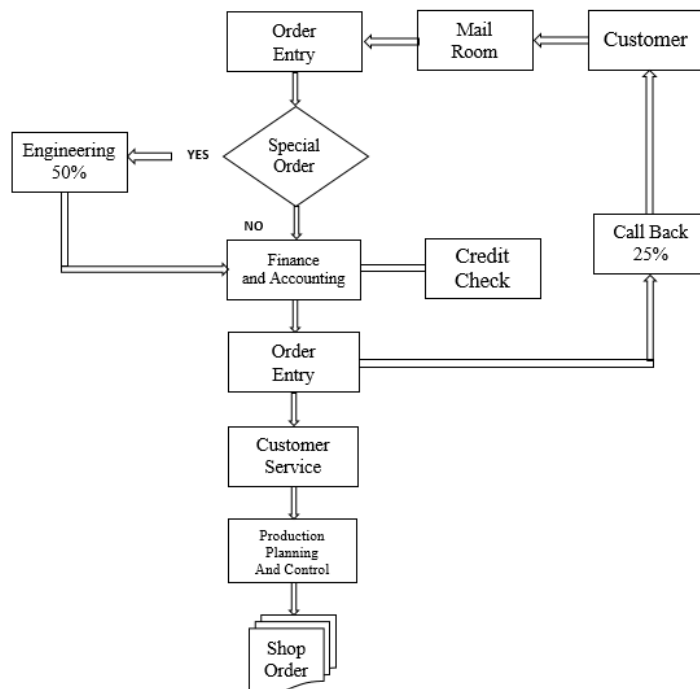 Order
Entry
Mail
Room
Customer
Special
Order
YES
Engineering
50%
NO
Finance
and Accounting
Credit
Check
Call Back
25%
Order
Entry
Customer
Service
Production
Planning
And Control
Shop
Order